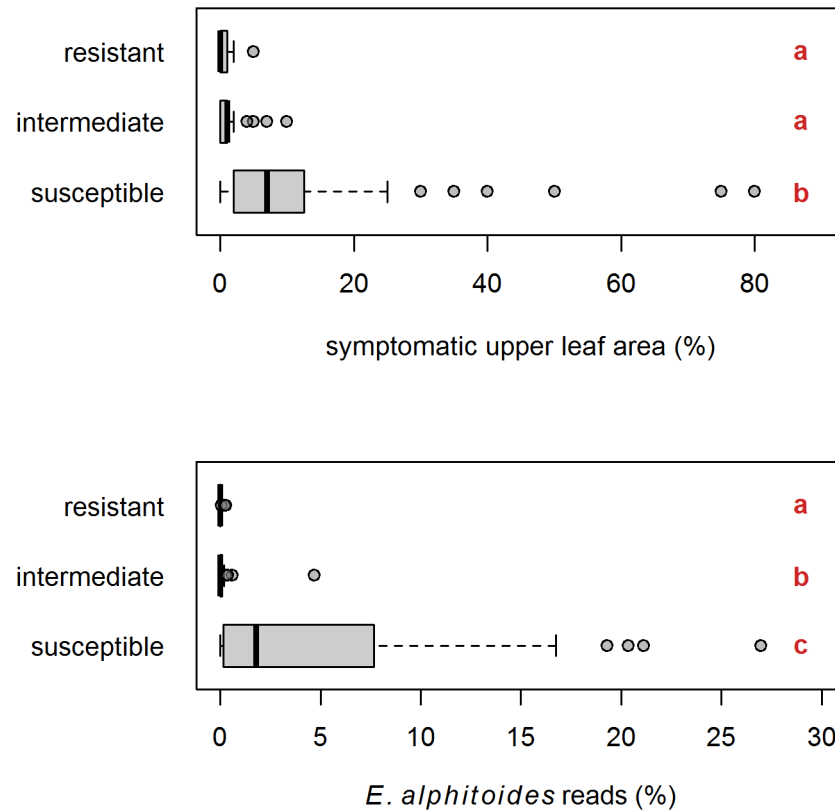 resistant a
intermediate a
susceptible b
0 20 40 60 80
symptomatic upper leaf area (%)
resistant a
intermediate b
susceptible c
0 5 10 15 20 25 30
E. alphitoides reads (%)